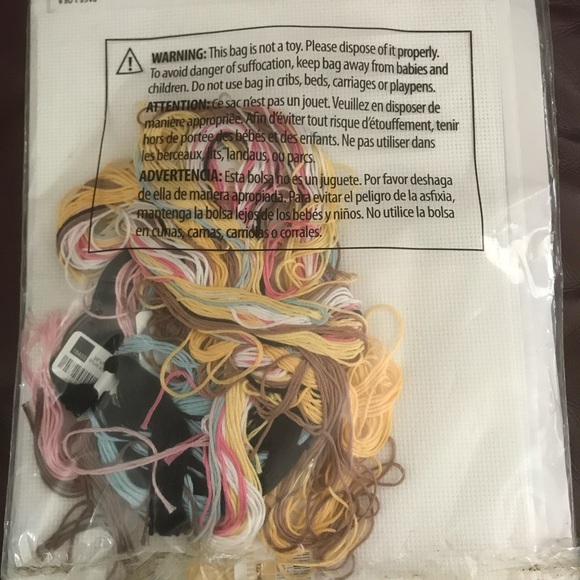 WARNING: This bag is not a toy. Please dispose of it properly.
To avoid danger of suffocation, keep bag away from babies and
children. Do not use bag in cribs, beds, carriages or playpens.
ATTENTION: Ce sac n'est pas un jouet. Veuillez en disposer de
manière appropriée. Afin d'éviter tout risque d'étouffement, tenir
hors de portée des bébés et des enfants. Ne pas utiliser dans
les berceaux, lits, landaus, ou parcs.
ADVERTENCIA: Esta bolsa no es un juguete. Por favor deshaga
de ella de manera apropiada. Para evitar el peligro de la asfixia,
mantenga la bolsa lejos de los bebés y niños. No utilice la bolsa
en cunas, camas, carriolas o corrales.